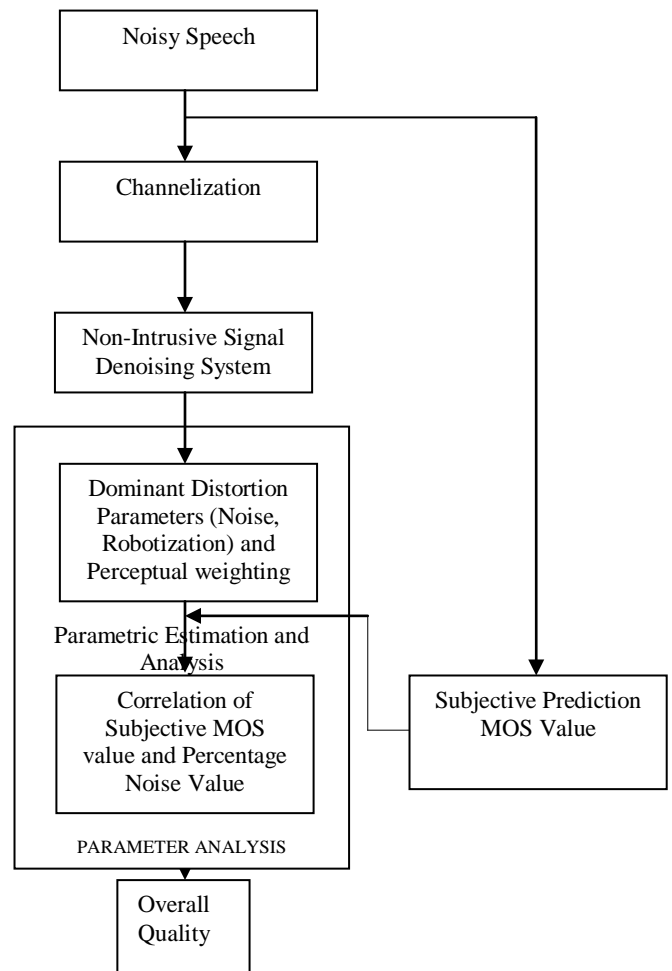 Noisy Speech
Channelization
Non-Intrusive Signal
Denoising System
Dominant Distortion
Parameters (Noise,
Robotization) and
Perceptual weighting
Parametric Estimation and
Analysis
Correlation of
Subjective MOS
value and Percentage
Noise Value
Subjective Prediction
MOS Value
PARAMETER ANALYSIS
Overall
Quality